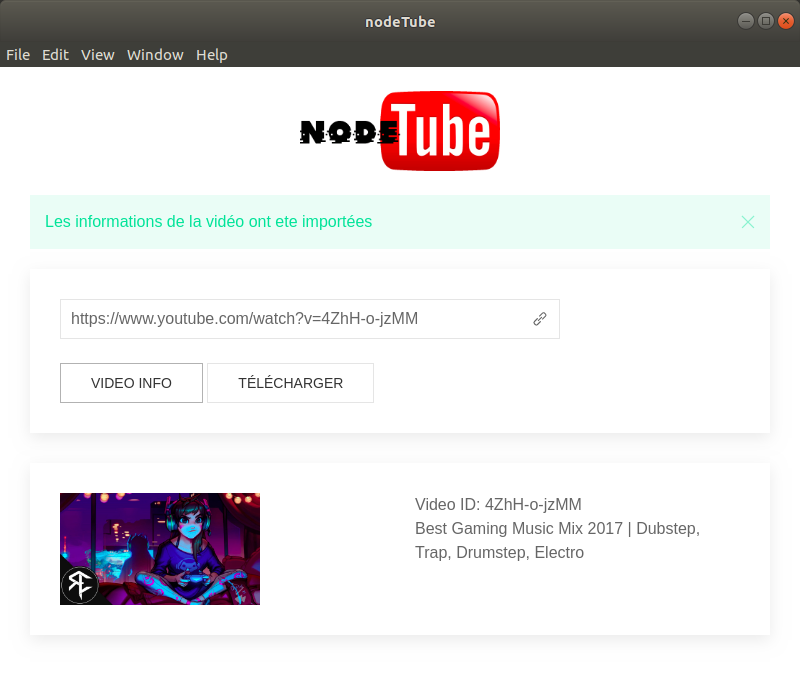 nodeTube
File Edit View Window Help
NODE Tube
Les informations de la vidéo ont ete importées
https://www.youtube.com/watch?v=4ZhH-o-jzMM
VIDEO INFO TÉLÉCHARGER
Video ID: 4ZhH-o-jzMM
Best Gaming Music Mix 2017 | Dubstep,
Trap, Drumstep, Electro